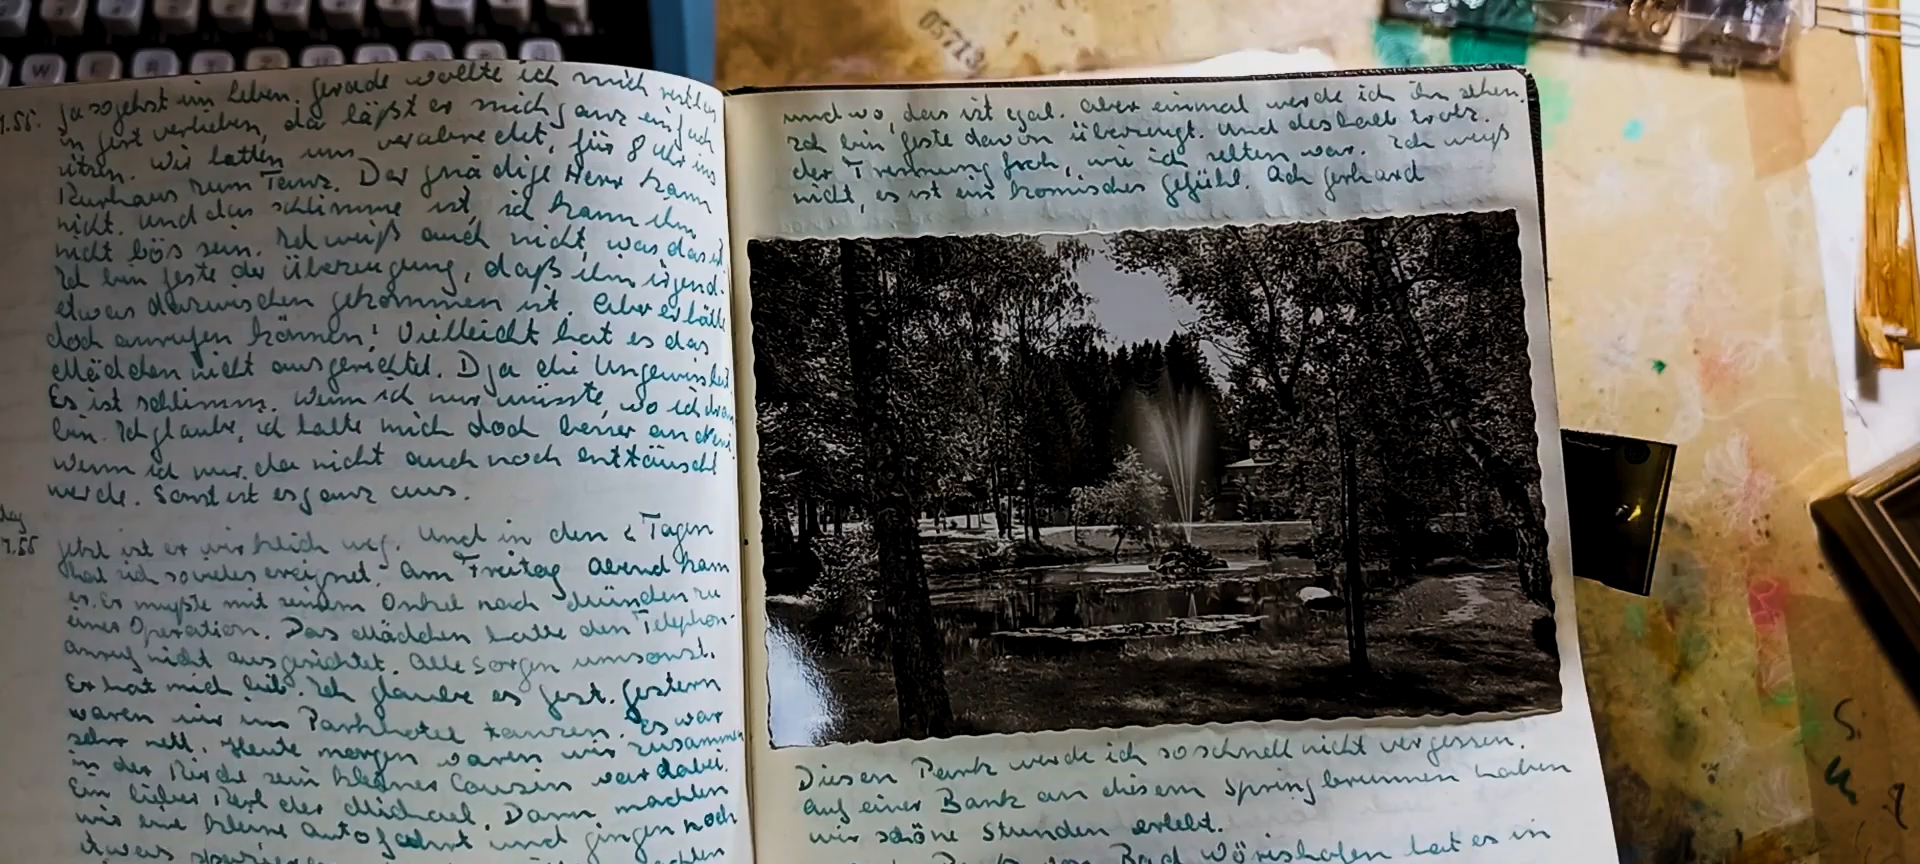 W E R T
05713
.55. Ja so gehst im Leben. Gerade wollte ich mich restlos
in Gert verlieben, da läßt er mich ganz einfach
sitzen. Wir hatten uns verabredet, für 8 Uhr ins
Kurhaus zum Tanz. Der gnädige Herr kam
nicht. Und das schlimme ist, ich kann ihm
nicht bös sein. Ich weiß auch nicht, was das ist.
Ich bin feste der Überzeugung, daß ihm irgend-
etwas dazwischen gekommen ist. Aber er hätte
doch anrufen können! Vielleicht hat es das
Mädchen nicht ausgerichtet. Dja die Ungewissheit.
Es ist schlimm. Wenn ich nur wüsste, wo ich dran
bin. Ich glaube, ich halte mich doch besser an
wenn ich nur da nicht auch noch enttäuscht
werde. Sonst ist es ganz aus.
.55 Jetzt ist er wirklich weg. Und in den 2 Tagen
hat sich sovieles ereignet. Am Freitag abend kam
er. Er mußte mit seinem Onkel nach München zu
einer Operation. Das Mädchen hatte den Telephon-
anruf nicht ausgerichtet. Alle Sorgen umsonst.
Er hat mich lieb. Ich glaube es fest. Gestern
waren wir im Parkhotel tanzen. Es war
sehr nett. Heute morgen waren wir zusammen
in der Kirche sein kleiner Cousin war dabei.
Ein lieber Kerl der Michael. Dann machten
wir eine kleine Autofahrt und gingen noch
etwas
und wo, das ist egal. Aber einmal werde ich ihn sehen.
Ich bin feste davon überzeugt. Und deshalb trotz
der Trennung froh, wie ich selten war. Ich weiß
nicht, es ist ein komisches Gefühl. Ach Gerhard
Diesen Park werde ich so schnell nicht vergessen.
Auf einer Bank an diesem Springbrunnen haben
wir schöne Stunden erlebt.
Park von Bad Wörishofen hat es in